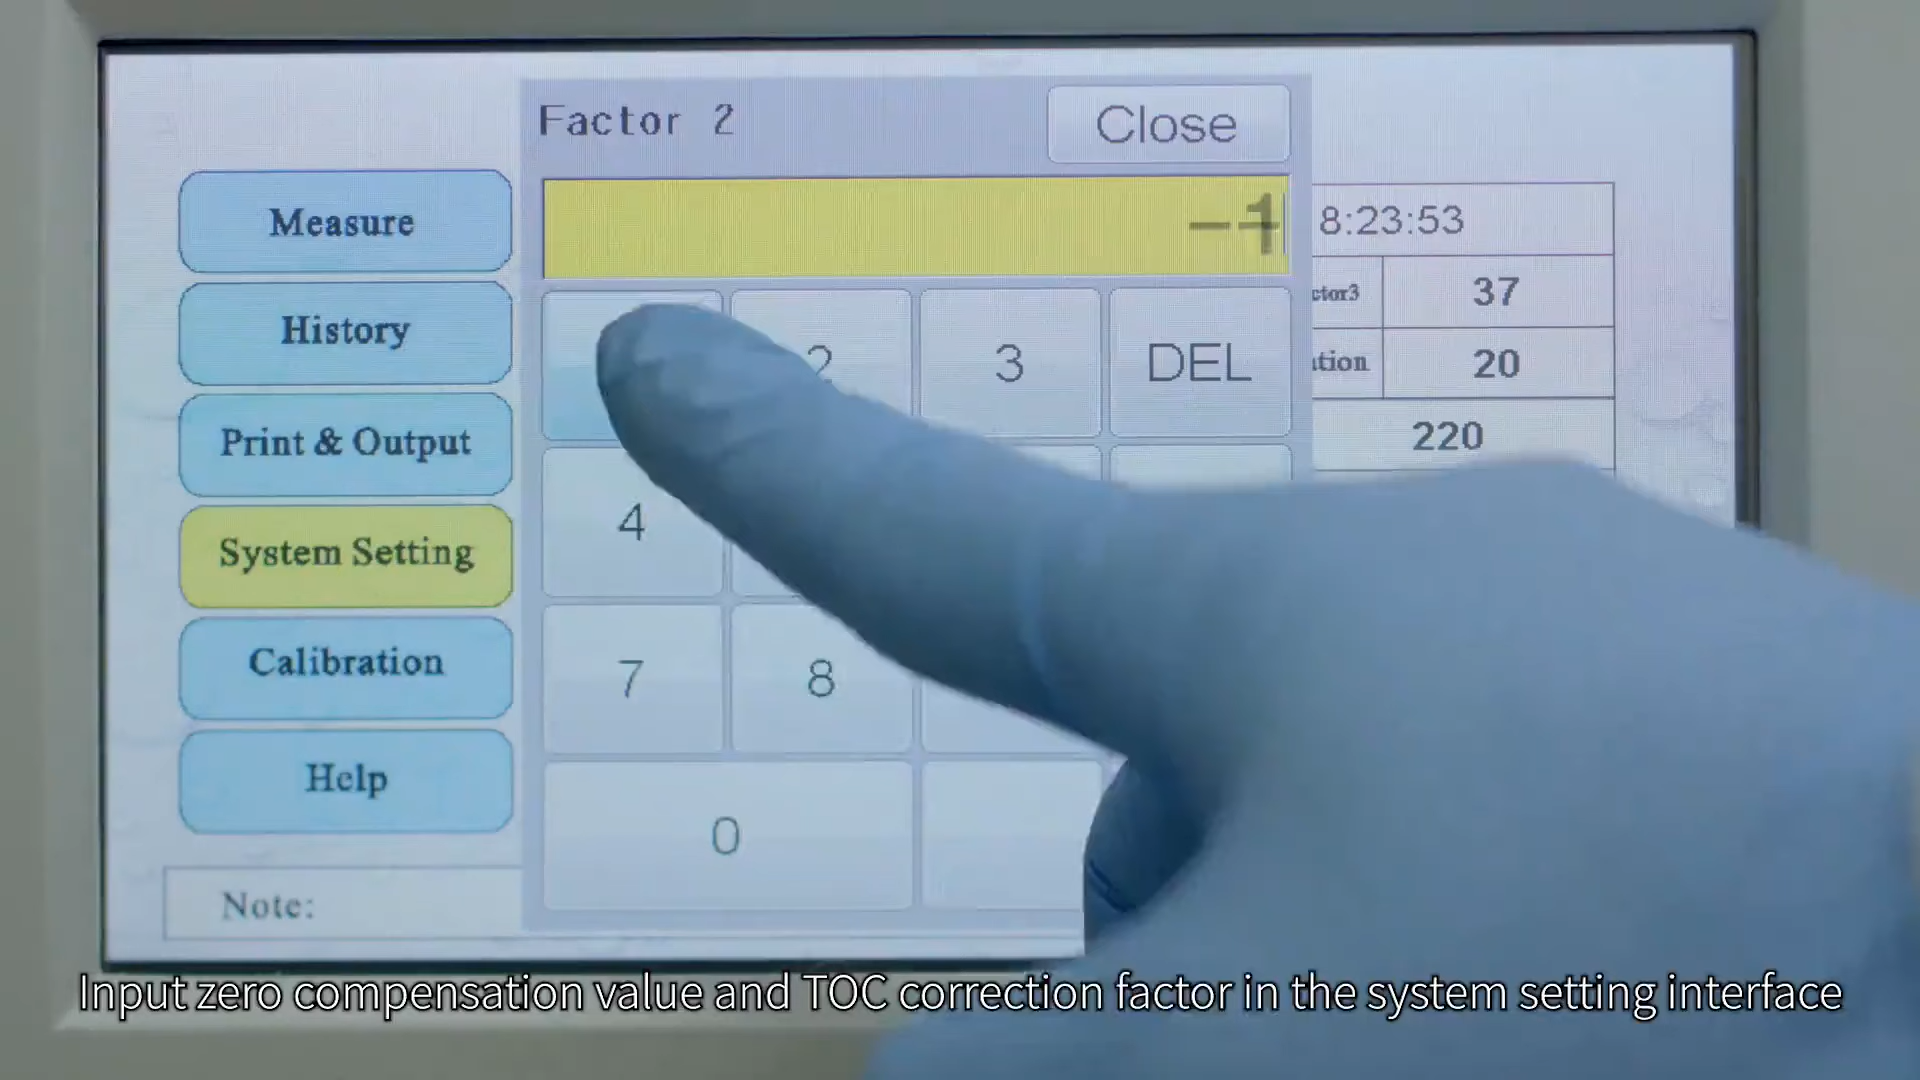 Factor 2
Close
-1
Measure
History
Print & Output
System Setting
Calibration
Help
Note:
2
3
DEL
4
7
8
0
8:23:53
ctor3
37
tion
20
220
Input zero compensation value and TOC correction factor in the system setting interface